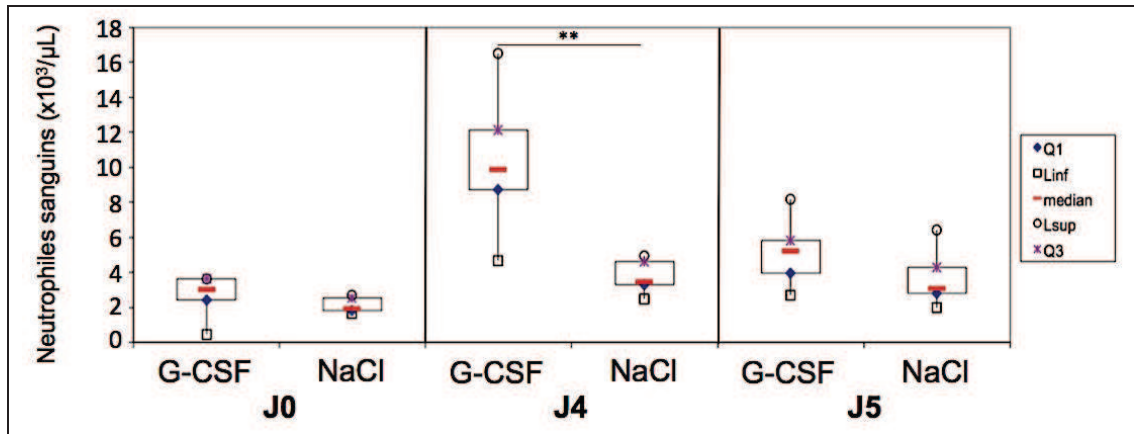 Neutrophiles sanguins (x10³/µL)
18
16
14
12
10
8
6
4
2
0
**
G-CSF NaCl G-CSF NaCl G-CSF NaCl
J0 J4 J5
Q1
Linf
median
Lsup
Q3